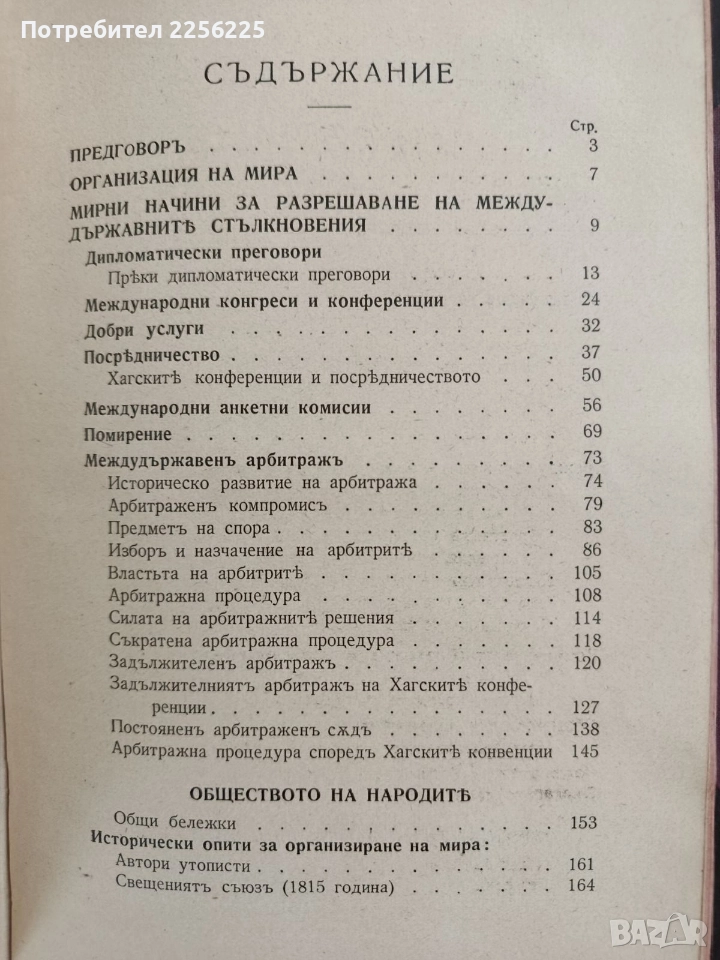 Потребител 2256225
СЪДЪРЖАНИЕ
Стр.
ПРЕДГОВОРЪ . . . . . . . . . . . . . 3
ОРГАНИЗАЦИЯ НА МИРА . . . . . . . . . 7
МИРНИ НАЧИНИ ЗА РАЗРЕШАВАНЕ НА МЕЖДУ-
ДЪРЖАВНИТѢ СТЪЛКНОВЕНИЯ . . . . . . . 9
Дипломатически преговори
Прѣки дипломатически преговори . . . . . . 13
Международни конгреси и конференции . . . . . 24
Добри услуги . . . . . . . . . . . . . 32
Посрѣдничество . . . . . . . . . . . . . 37
Хагскитѣ конференции и посрѣдничеството . . . 50
Международни анкетни комисии . . . . . . . 56
Помирение . . . . . . . . . . . . . . 69
Междудържавенъ арбитражъ . . . . . . . . 73
Историческо развитие на арбитража . . . . . 74
Арбитраженъ компромисъ . . . . . . . . 79
Предметъ на спора . . . . . . . . . . . 83
Изборъ и назначение на арбитритѣ . . . . . . 86
Властьта на арбитритѣ . . . . . . . . . . 105
Арбитражна процедура . . . . . . . . . . 108
Силата на арбитражнитѣ решения . . . . . . 114
Съкратена арбитражна процедура . . . . . . 118
Задължителенъ арбитражъ . . . . . . . . . 120
Задължителниятъ арбитражъ на Хагскитѣ конфе-
ренции . . . . . . . . . . . . . . . 127
Постояненъ арбитраженъ сѫдъ . . . . . . . 138
Арбитражна процедура споредъ Хагскитѣ конвенции 145
ОБЩЕСТВОТО НА НАРОДИТѢ
Общи бележки . . . . . . . . . . . . 153
Исторически опити за организиране на мира:
Автори утописти . . . . . . . . . . . . 161
Свещениятъ съюзъ (1815 година) . . . . . . 164
BAZAR